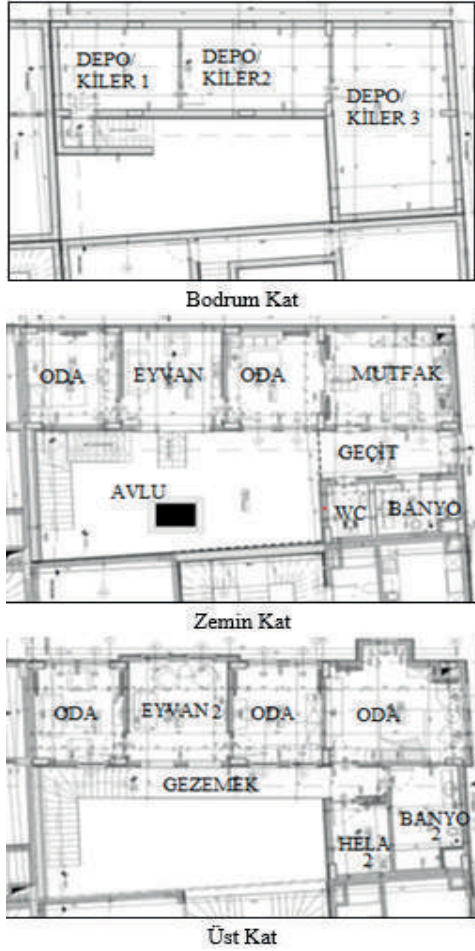 DEPO/
KİLER 1
DEPO/
KİLER2
DEPO/
KİLER 3
Bodrum Kat
ODA
EYVAN
ODA
MUTFAK
GEÇİT
AVLU
WC
BANYO
Zemin Kat
ODA
EYVAN 2
ODA
ODA
GEZEMEK
BANYO
2
HELA
2
Üst Kat